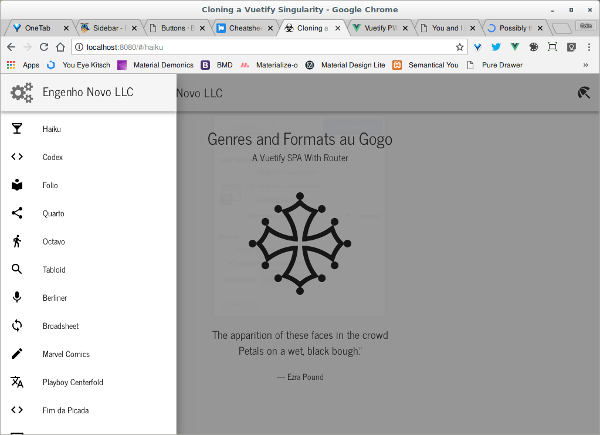 Cloning a Vuetify Singularity - Google Chrome
OneTab
Sidebar -
Buttons · B
Cheatshe
Cloning a
Vuetify PW
You and I
Possibly t
localhost:8080/#/haiku
Apps
You Eye Kitsch
Material Demonics
BMD
Materialize-o
Material Design Lite
Semantical You
Pure Drawer
»
Engenho Novo LLC
Novo LLC
Haiku
Codex
Folio
Quarto
Octavo
Tabloid
Berliner
Broadsheet
Marvel Comics
Playboy Centerfold
Fim da Picada
Genres and Formats au Gogo
A Vuetify SPA With Router
The apparition of these faces in the crowd
Petals on a wet, black bough."
— Ezra Pound